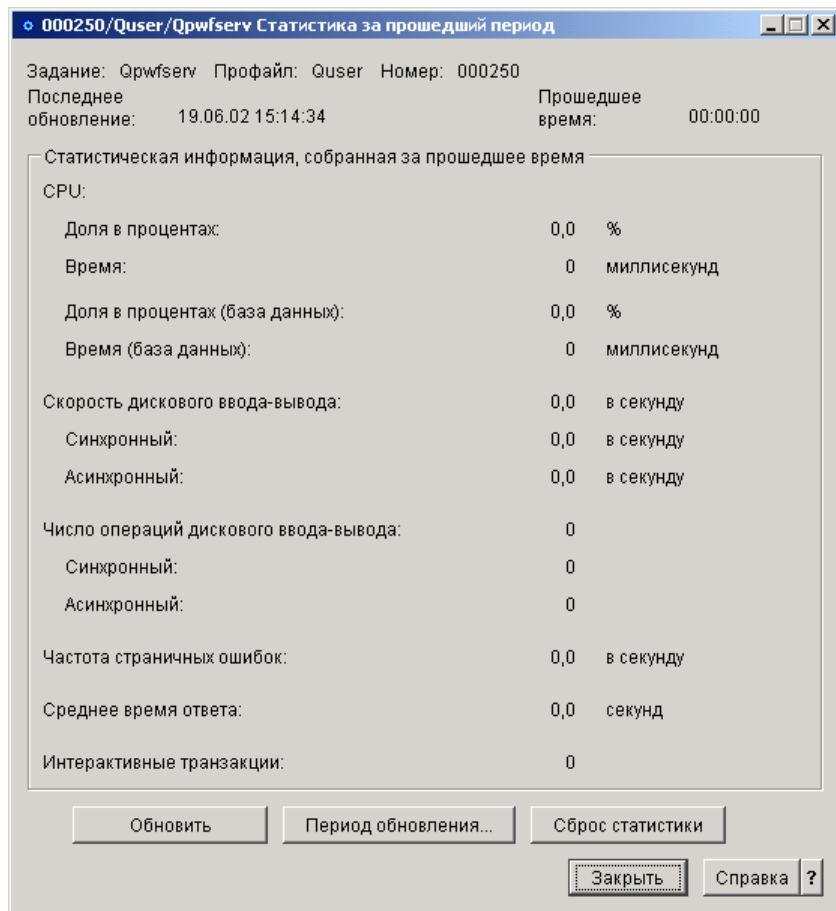 000250/Quser/Qpwfserv Статистика за прошедший период
Задание: Qpwfserv Профайл: Quser Номер: 000250
Последнее обновление: 19.06.02 15:14:34 Прошедшее время: 00:00:00
Статистическая информация, собранная за прошедшее время
CPU:
Доля в процентах: 0,0 %
Время: 0 миллисекунд
Доля в процентах (база данных): 0,0 %
Время (база данных): 0 миллисекунд
Скорость дискового ввода-вывода: 0,0 в секунду
Синхронный: 0,0 в секунду
Асинхронный: 0,0 в секунду
Число операций дискового ввода-вывода: 0
Синхронный: 0
Асинхронный: 0
Частота страничных ошибок: 0,0 в секунду
Среднее время ответа: 0,0 секунд
Интерактивные транзакции: 0
Обновить Период обновления... Сброс статистики
Закрыть Справка ?